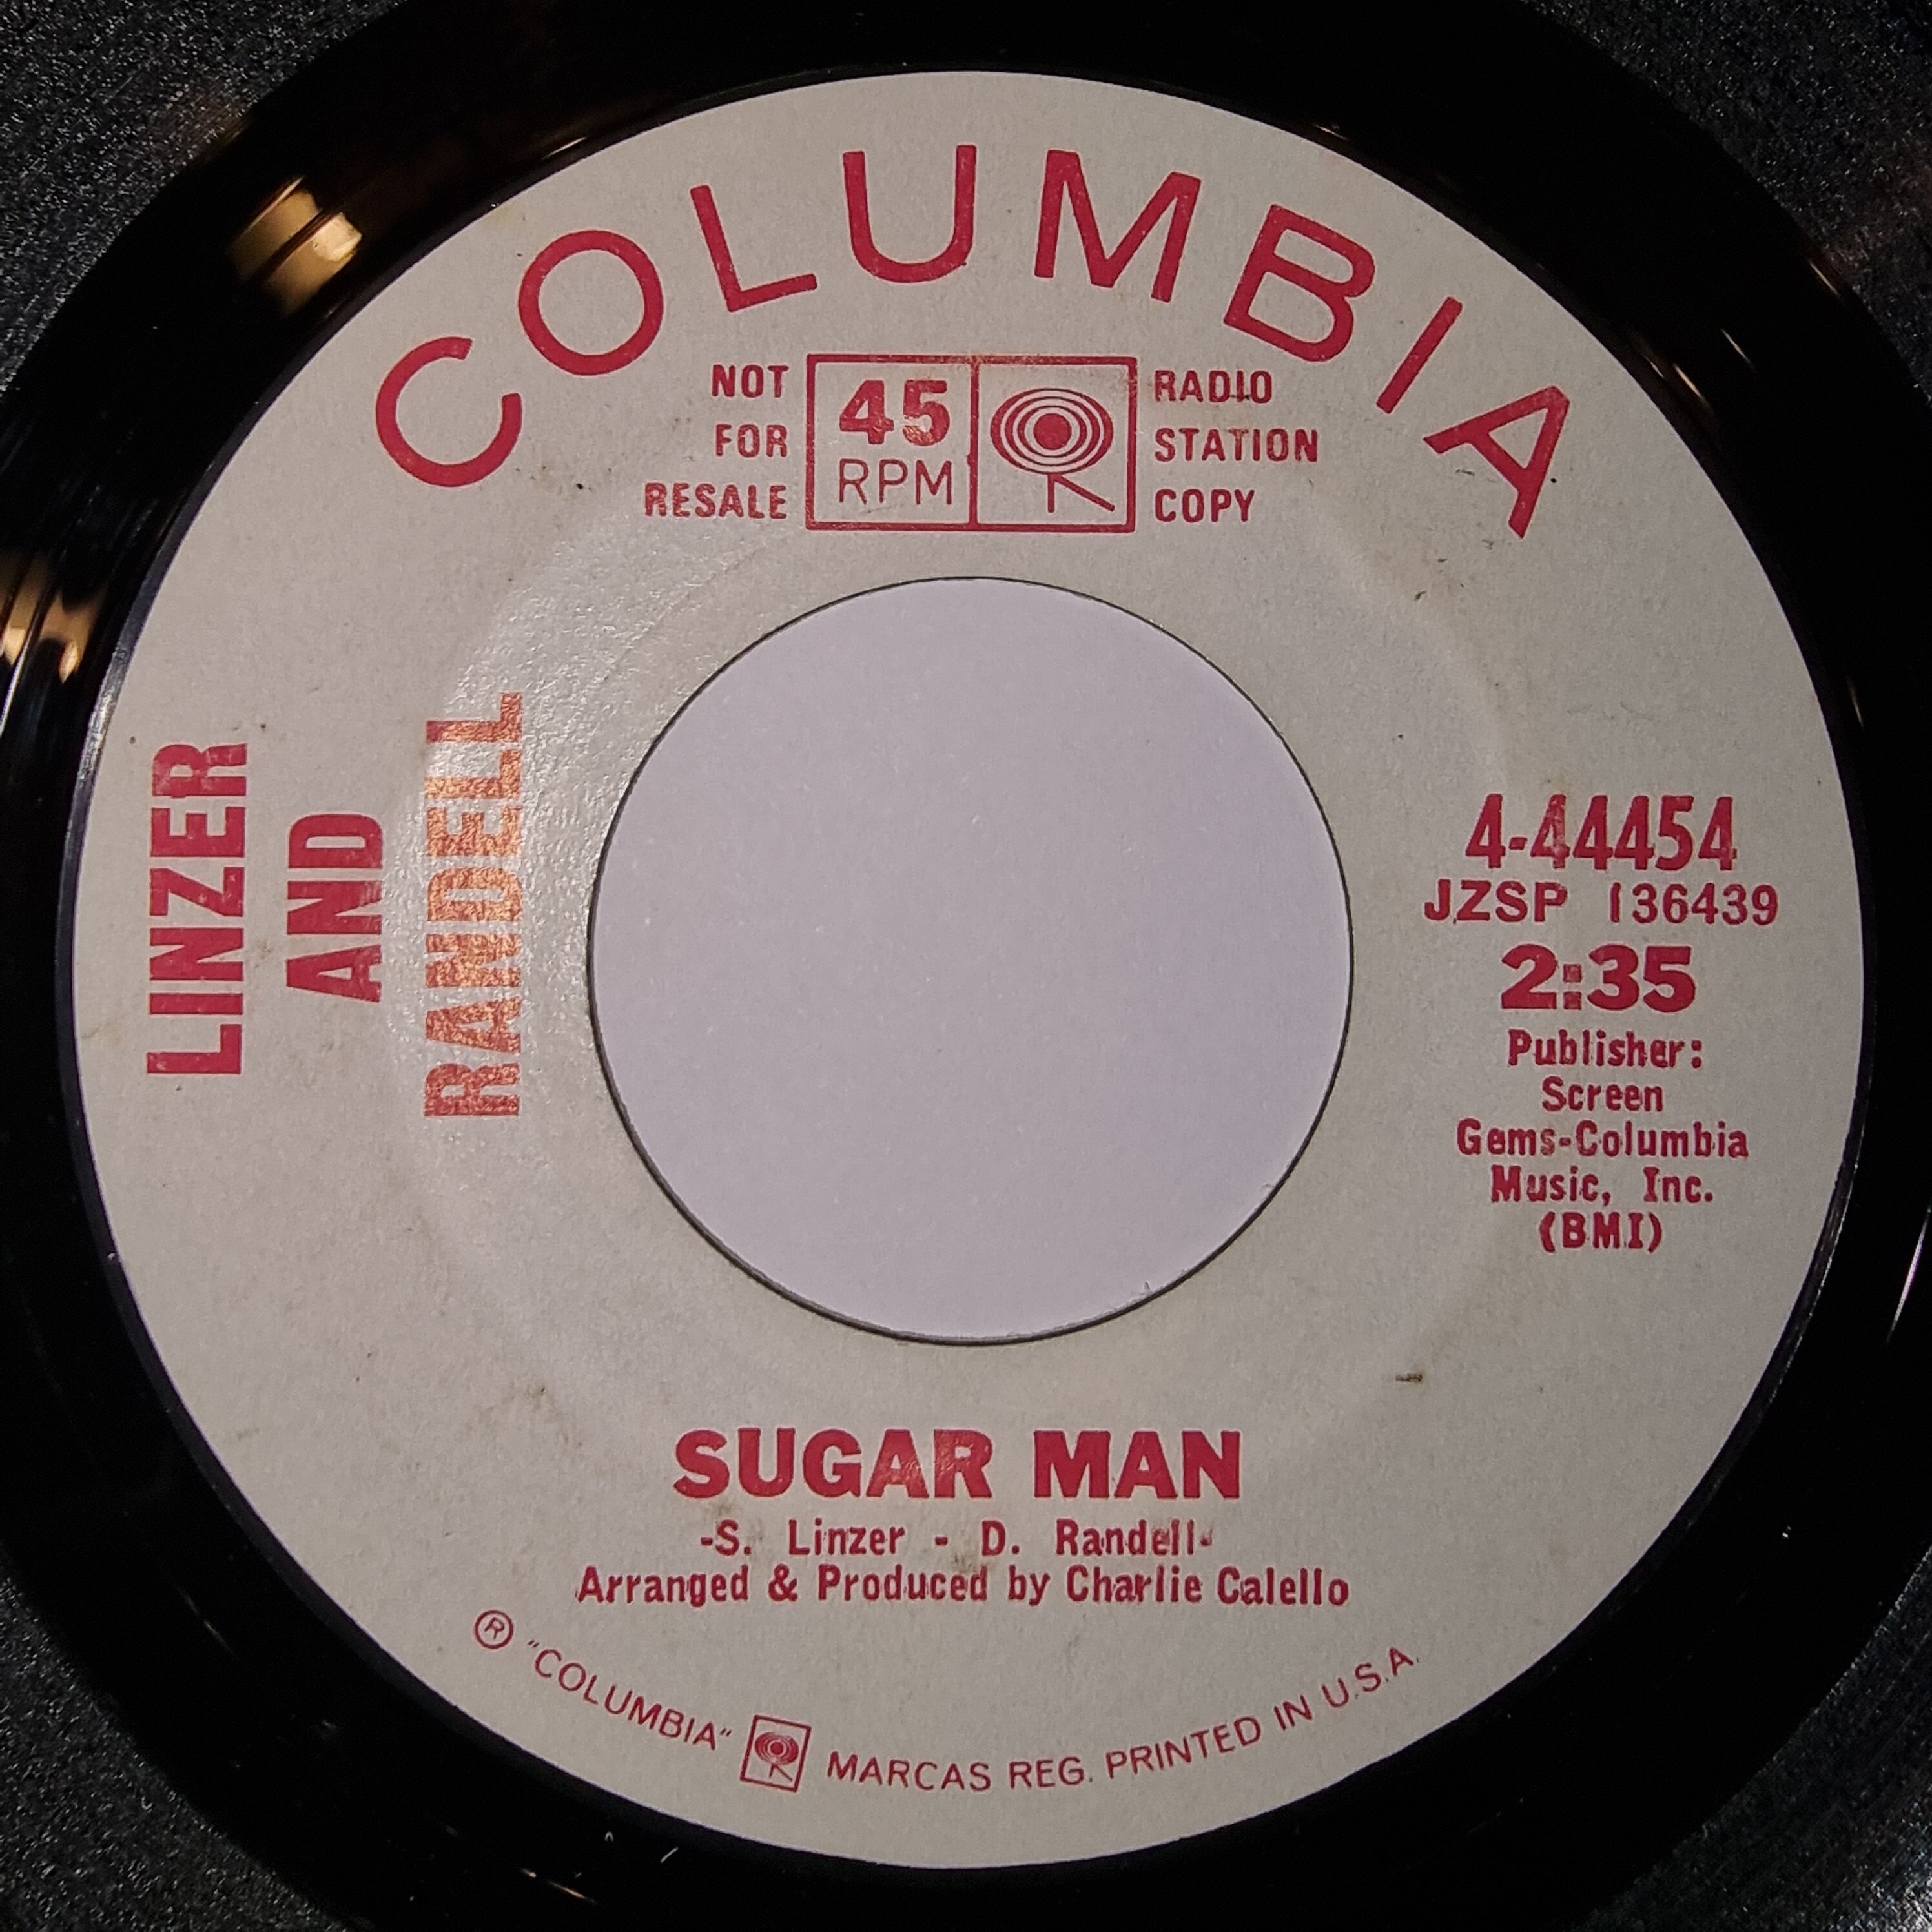 COLUMBIA
NOT
FOR
RESALE
45
RPM
RADIO
STATION
COPY
LINZER
AND
RANDELL
4-44454
JZSP 136439
2:35
Publisher:
Screen
Gems-Columbia
Music, Inc.
(BMI)
SUGAR MAN
-S. Linzer - D. Randell-
Arranged & Produced by Charlie Calello
® "COLUMBIA" MARCAS REG. PRINTED IN U.S.A.